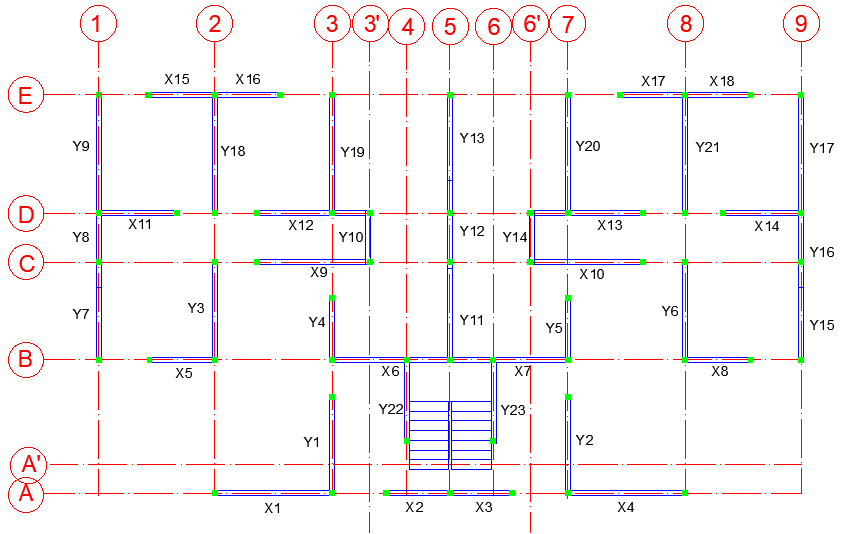 1 2 3 3' 4 5 6 6' 7 8 9
X15 X16 X17 X18
E
Y9 Y18 Y19 Y13 Y20 Y21 Y17
D
X11 X12 X13 X14
Y8 Y10 Y12 Y14 Y16
C
X9 X10
Y7 Y3 Y4 Y11 Y5 Y6 Y15
B
X5 X6 X7 X8
Y22 Y23
Y1 Y2
A'
A
X1 X2 X3 X4